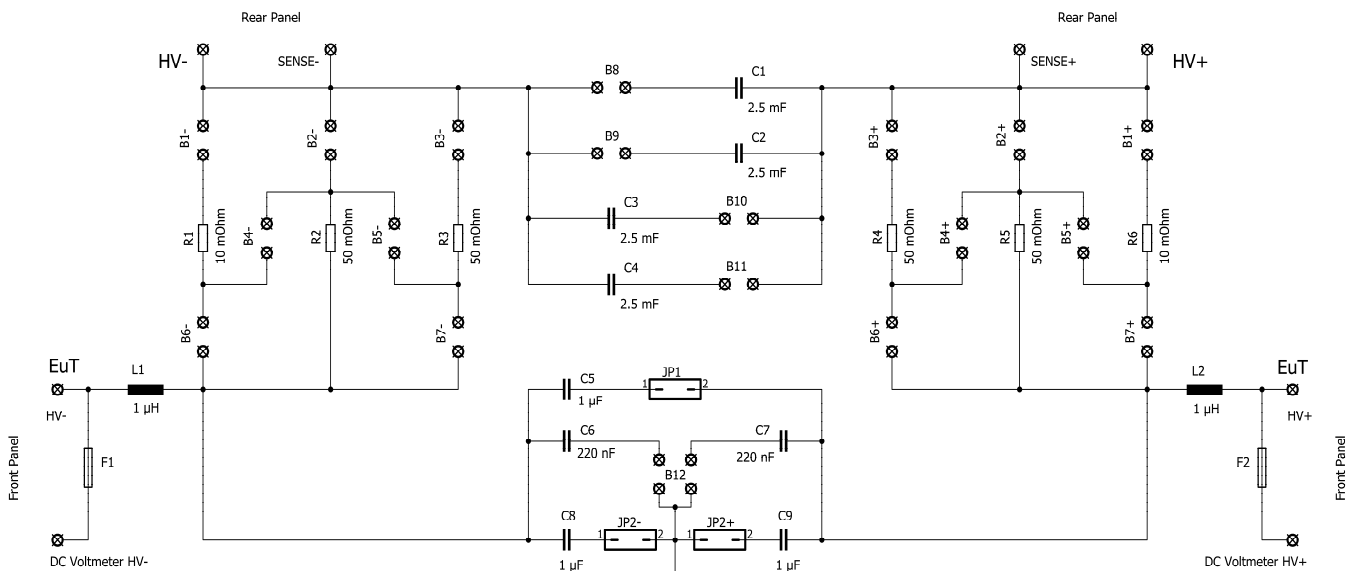 Rear Panel
Rear Panel
HV-
SENSE-
SENSE+
HV+
B8
C1
2.5 mF
B1-
B2-
B3-
B9
C2
2.5 mF
B3+
B2+
B1+
R1
10 mOhm
B4-
R2
50 mOhm
B5-
R3
50 mOhm
C3
2.5 mF
B10
R4
50 mOhm
B4+
R5
50 mOhm
B5+
R6
10 mOhm
C4
2.5 mF
B11
B6-
B7-
B6+
B7+
EuT
L1
1 µH
HV-
C5
1 µF
1
JP1
2
L2
1 µH
EuT
HV+
C6
220 nF
C7
220 nF
B12
Front Panel
F1
F2
Front Panel
C8
1 µF
1
JP2-
2
JP2+
1
2
C9
1 µF
DC Voltmeter HV-
DC Voltmeter HV+